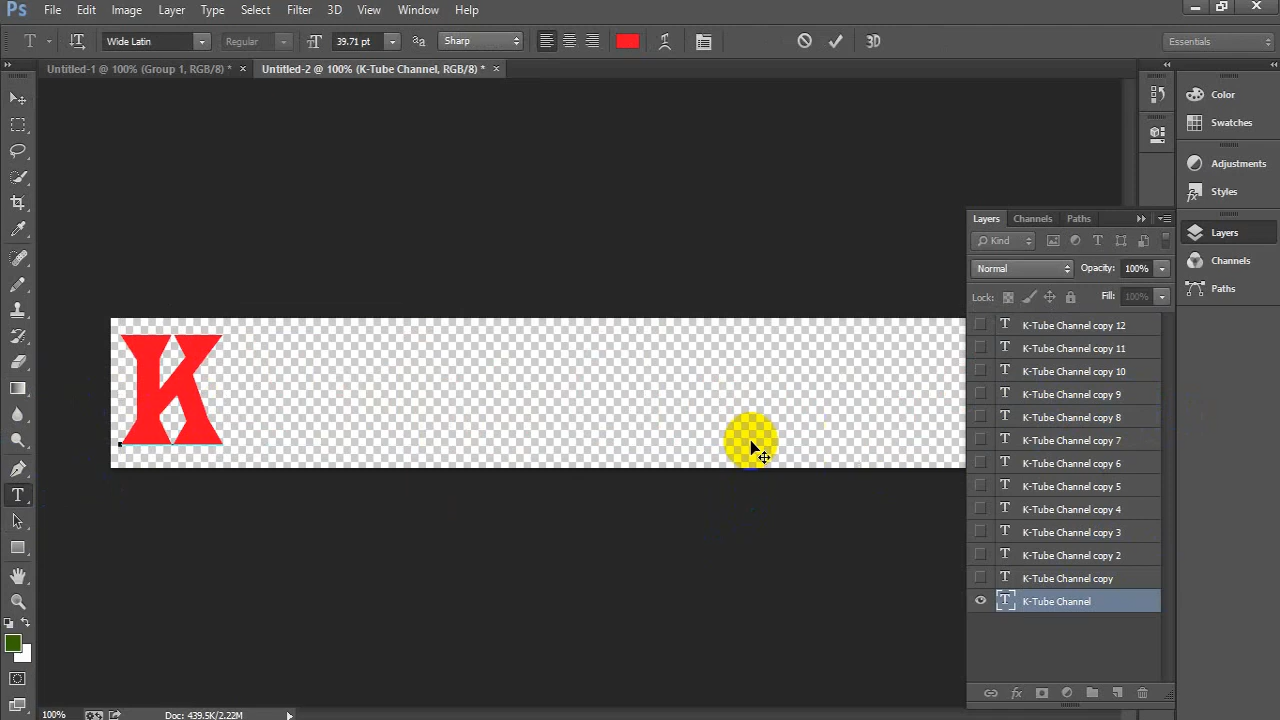 Ps File Edit Image Layer Type Select Filter 3D View Window Help
T Wide Latin Regular 39.71 pt aa Sharp 3D Essentials
Untitled-1 @ 100% (Group 1, RGB/8) * × Untitled-2 @ 100% (K-Tube Channel, RGB/8) * ×
Color
Swatches
Adjustments
Styles
Layers
Channels
Paths
Layers Channels Paths
Kind
Normal Opacity: 100%
Lock: Fill: 100%
K-Tube Channel copy 12
K-Tube Channel copy 11
K-Tube Channel copy 10
K-Tube Channel copy 9
K-Tube Channel copy 8
K-Tube Channel copy 7
K-Tube Channel copy 6
K-Tube Channel copy 5
K-Tube Channel copy 4
K-Tube Channel copy 3
K-Tube Channel copy 2
K-Tube Channel copy
K-Tube Channel
K
100% Doc: 439.5K/2.22M